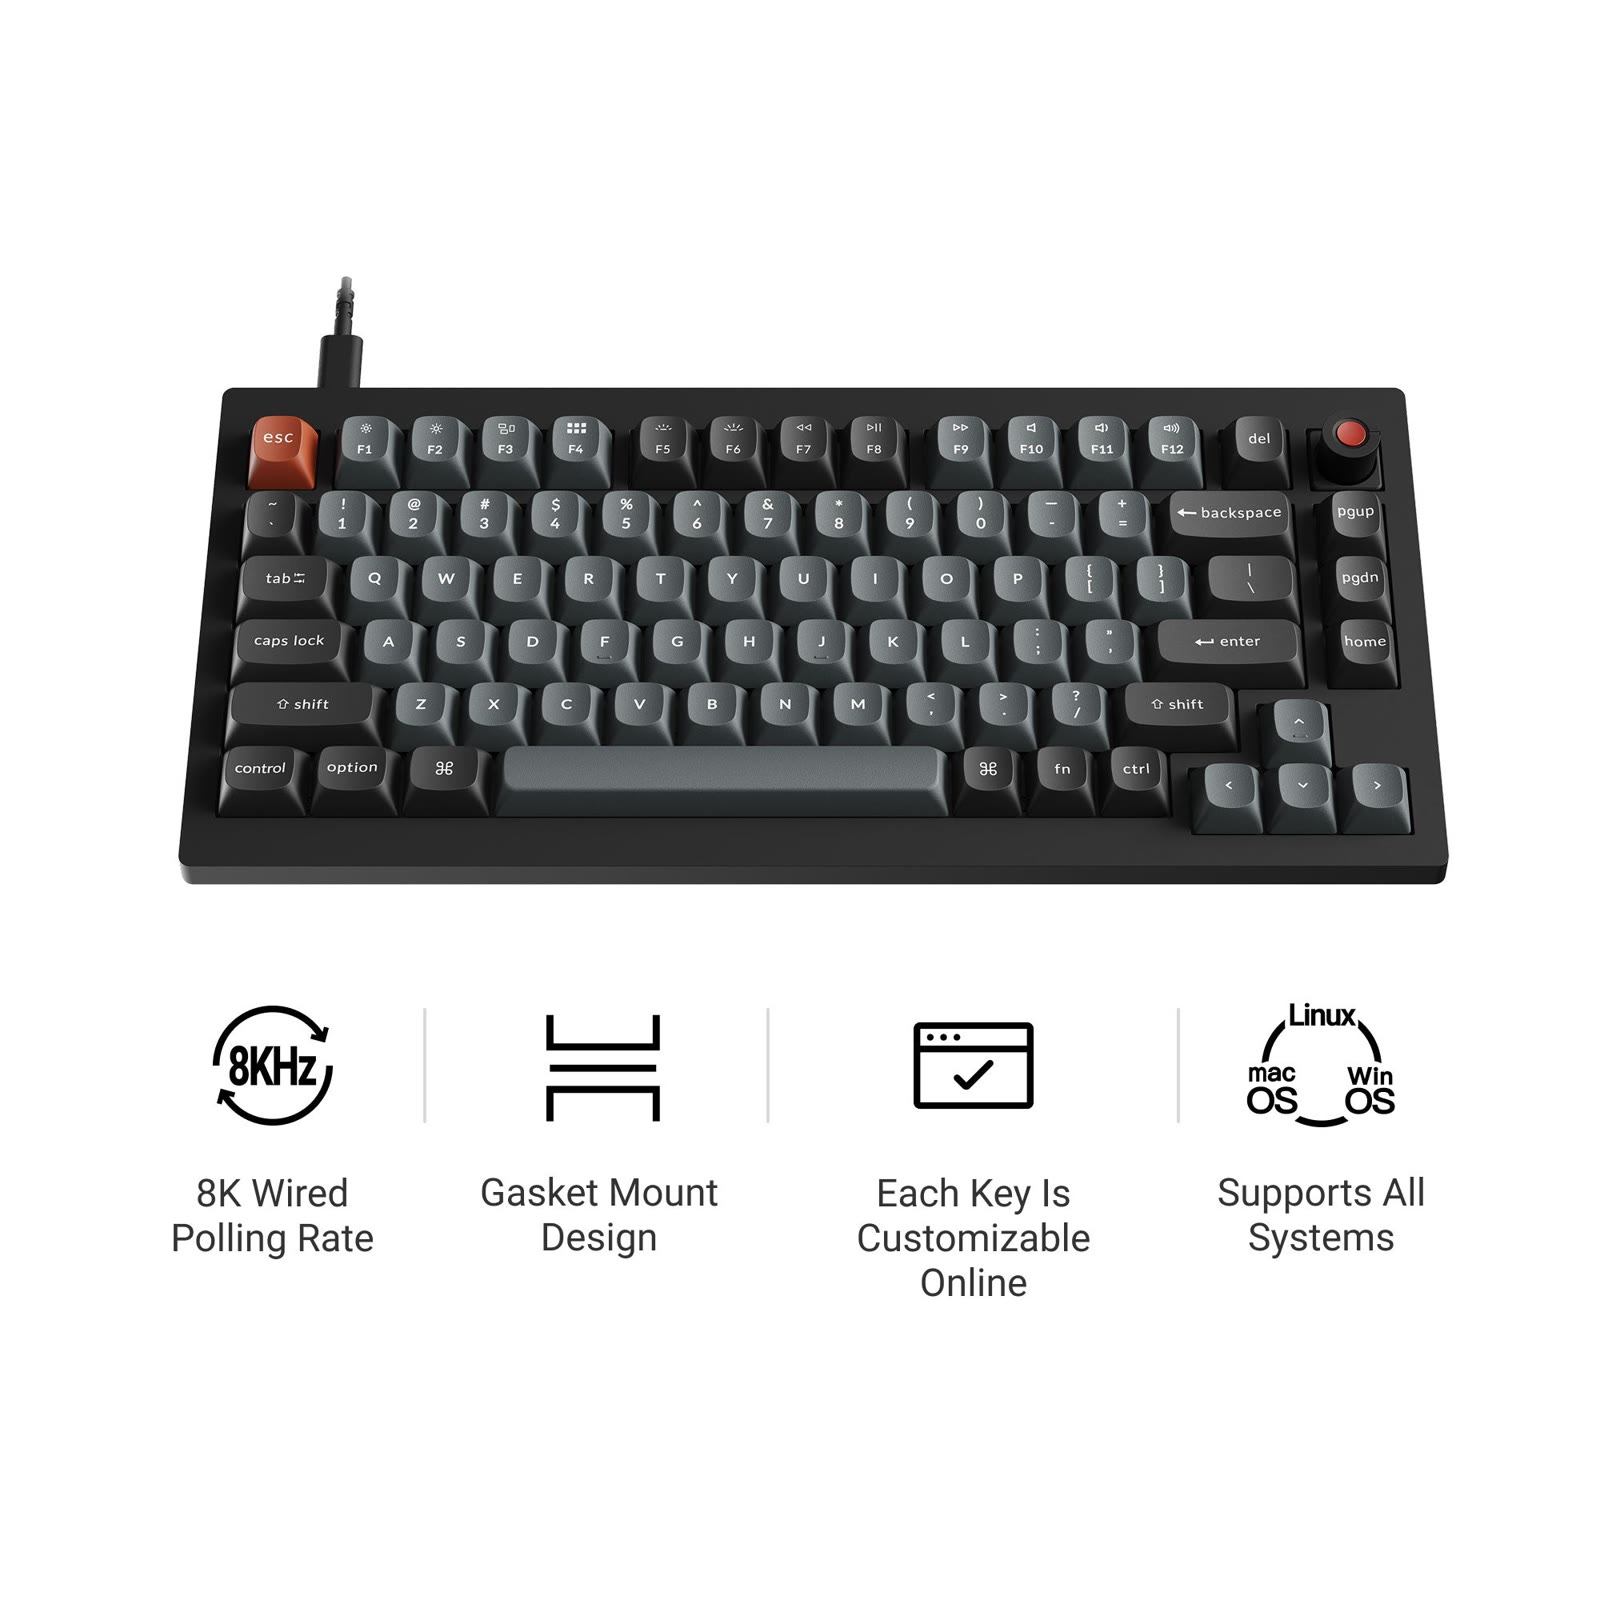 esc F1 F2 F3 F4 F5 F6 F7 F8 F9 F10 F11 F12 del
~ ` ! 1 @ 2 # 3 $ 4 % 5 ^ 6 & 7 * 8 ( 9 ) 0 — - + = ← backspace pgup
tab Q W E R T Y U I O P { [ } ] | \ pgdn
caps lock A S D F G H J K L : ; " ' enter home
⇧ shift Z X C V B N M < , > . ? / ⇧ shift ^
control option ⌘ ⌘ fn ctrl < ⌄ >
8KHz
Linux
mac OS
Win OS
8K Wired
Polling Rate
Gasket Mount
Design
Each Key Is
Customizable
Online
Supports All
Systems